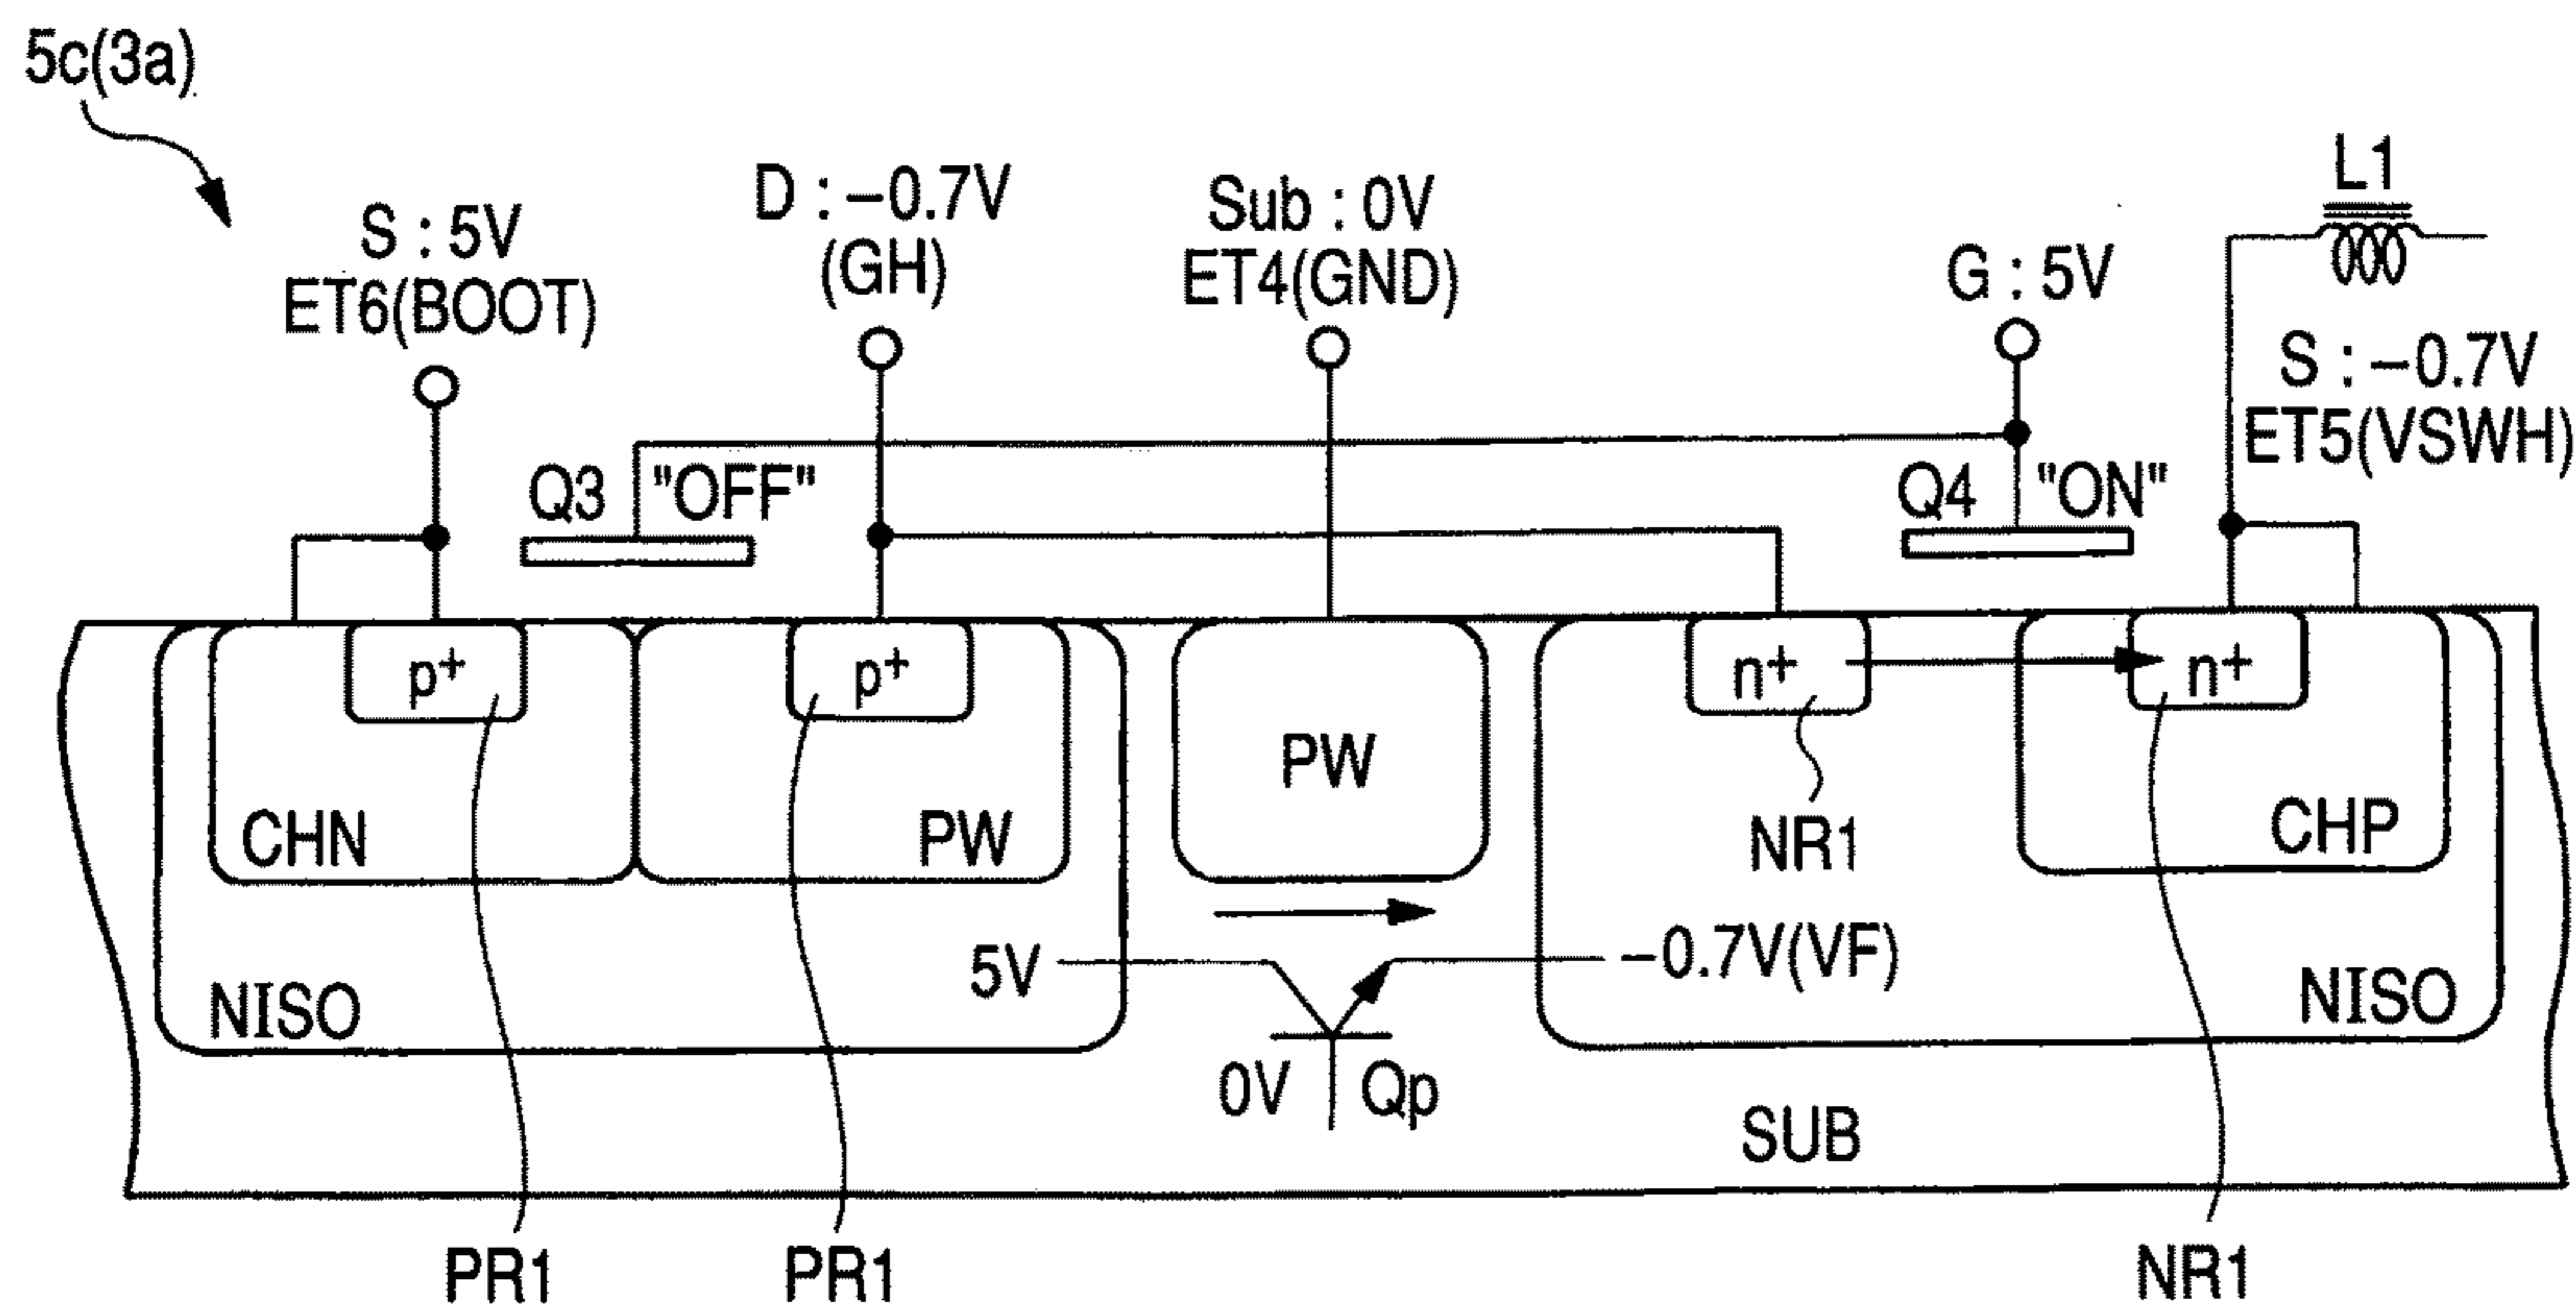 5c(3a)
S : 5V
ET6(BOOT)
D : −0.7V
(GH)
Sub : 0V
ET4(GND)
G : 5V
L1
S : −0.7V
ET5(VSWH)
Q3 "OFF"
Q4 "ON"
p+
p+
n+
n+
CHN
PW
PW
NR1
CHP
NISO
5V
−0.7V(VF)
NISO
0V
Qp
SUB
PR1
PR1
NR1